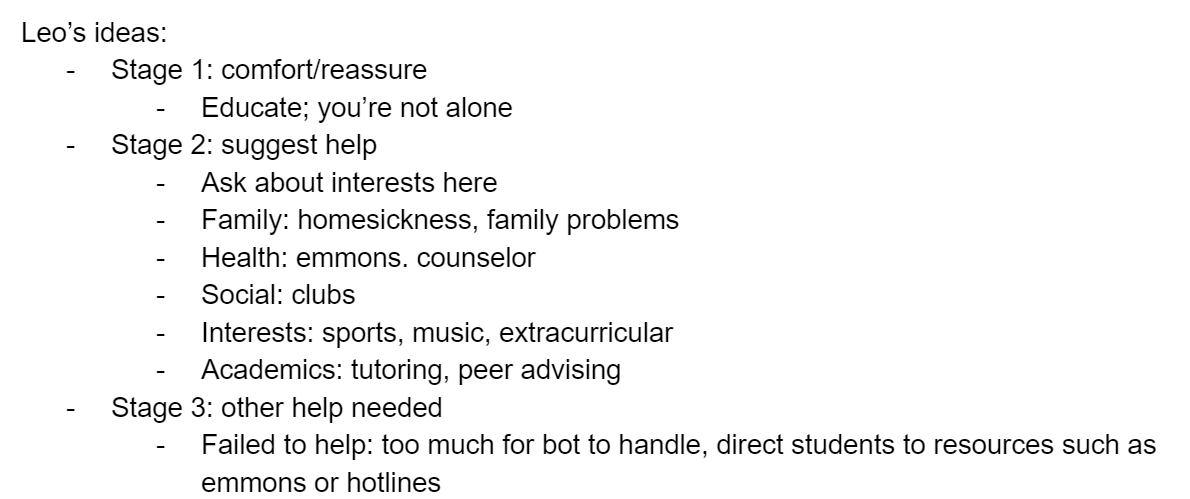 Leo’s ideas:
- Stage 1: comfort/reassure
- Educate; you’re not alone
- Stage 2: suggest help
- Ask about interests here
- Family: homesickness, family problems
- Health: emmons. counselor
- Social: clubs
- Interests: sports, music, extracurricular
- Academics: tutoring, peer advising
- Stage 3: other help needed
- Failed to help: too much for bot to handle, direct students to resources such as
emmons or hotlines